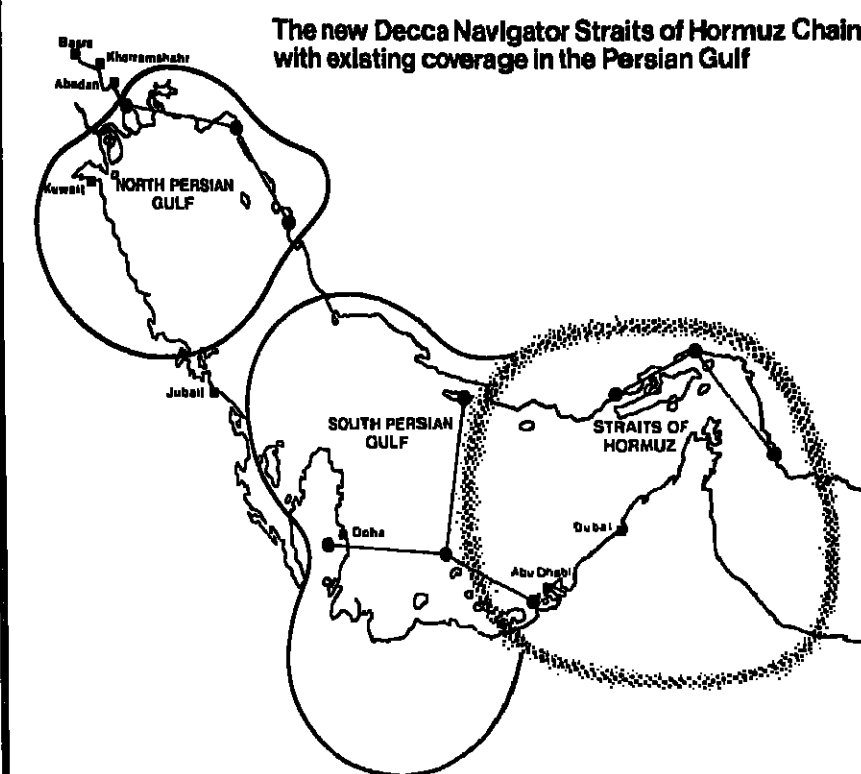 The new Decca Navigator Straits of Hormuz Chain
with existing coverage in the Persian Gulf
Basra
Khorramshahr
Abadan
Kuwait
NORTH PERSIAN
GULF
Jubail
SOUTH PERSIAN
GULF
STRAITS OF
HORMUZ
Doha
Dubai
Abu Dhabi